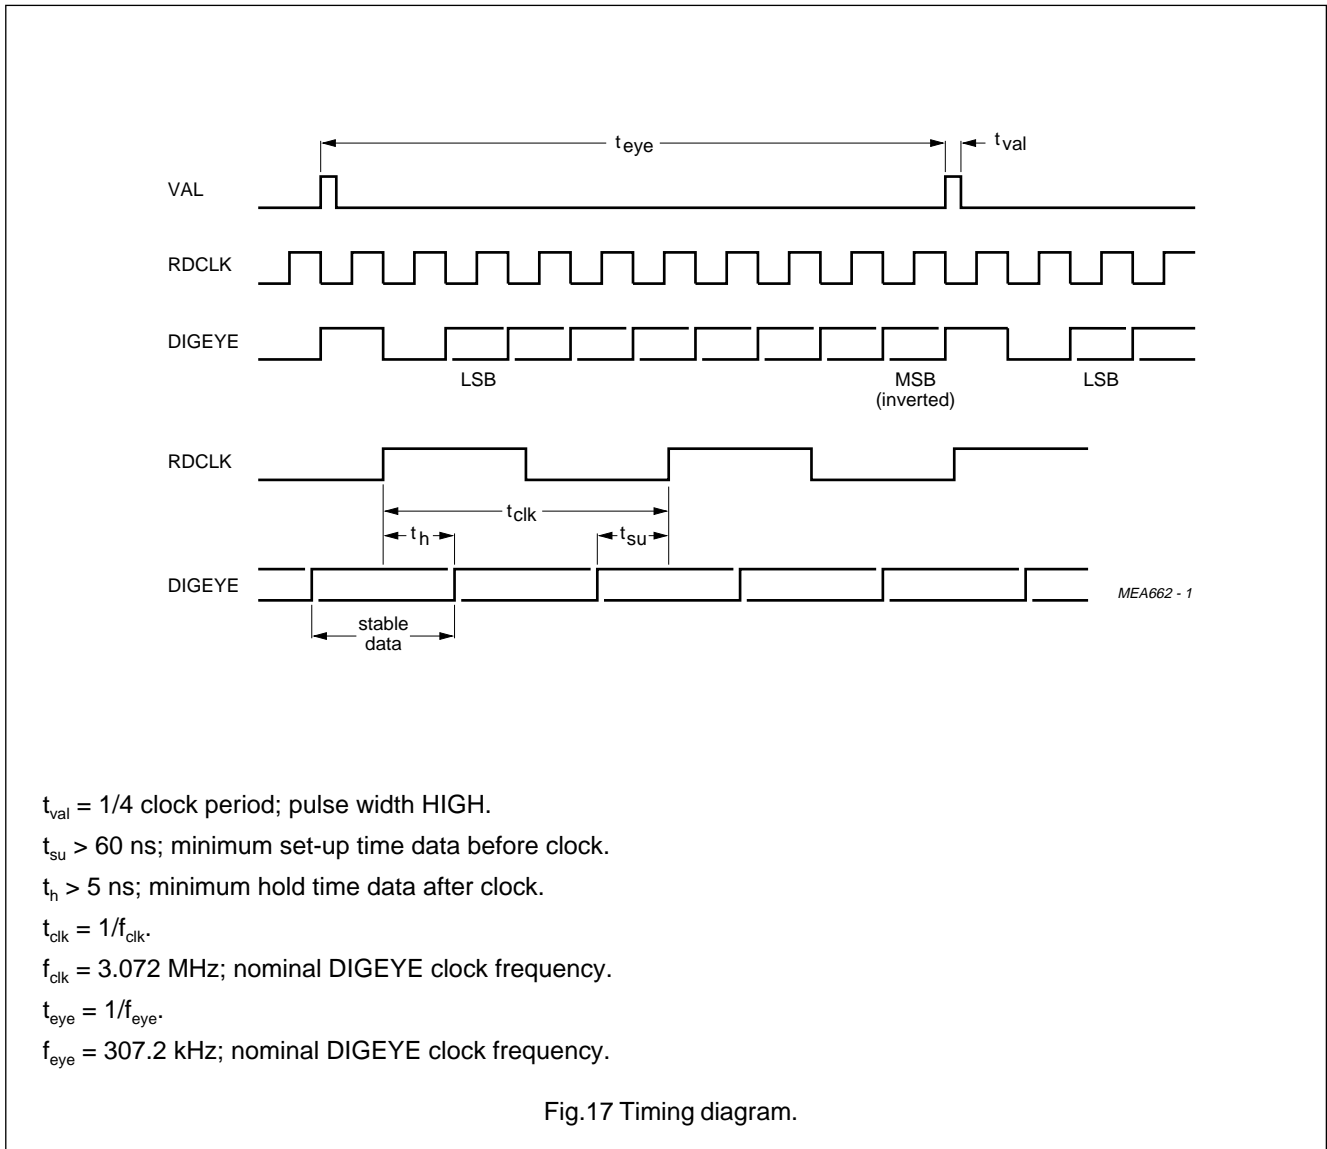 t_eye
t_val
VAL
RDCLK
DIGEYE
LSB
MSB
(inverted)
LSB
RDCLK
t_clk
t_h
t_su
DIGEYE
MEA662 - 1
stable
data
t_val = 1/4 clock period; pulse width HIGH.
t_su > 60 ns; minimum set-up time data before clock.
t_h > 5 ns; minimum hold time data after clock.
t_clk = 1/f_clk.
f_clk = 3.072 MHz; nominal DIGEYE clock frequency.
t_eye = 1/f_eye.
f_eye = 307.2 kHz; nominal DIGEYE clock frequency.
Fig.17 Timing diagram.